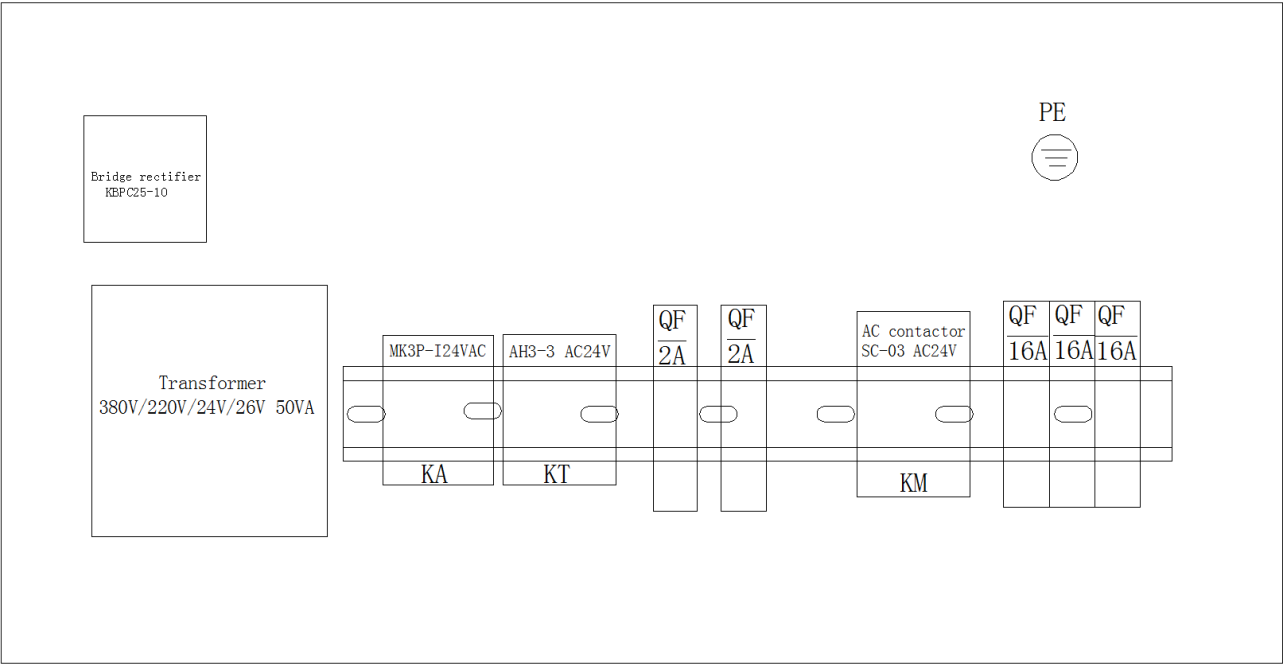 PE
Bridge rectifier
KBPC25-10
QF
2A
QF
2A
AC contactor
SC-03 AC24V
QF
16A
QF
16A
QF
16A
MK3P-I24VAC
AH3-3 AC24V
Transformer
380V/220V/24V/26V 50VA
KA
KT
KM